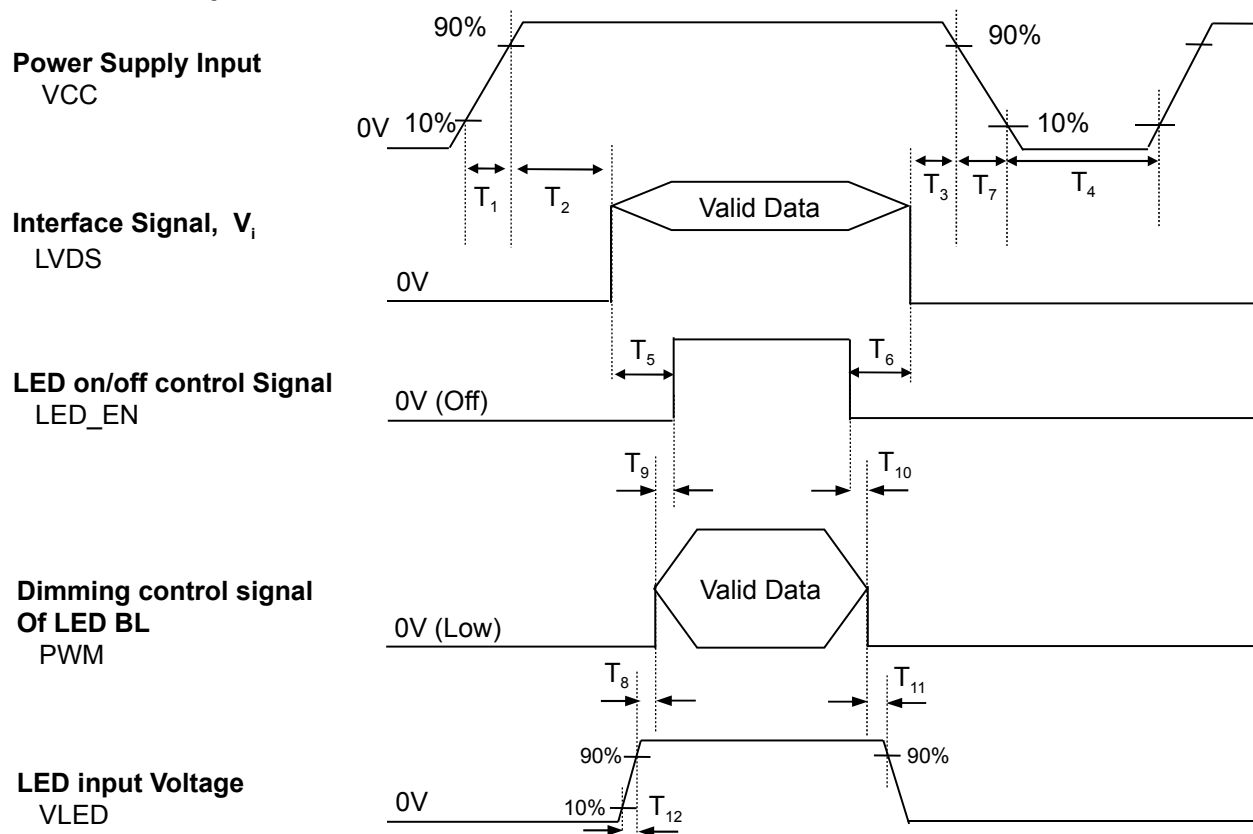 90%
90%
Power Supply Input
VCC
0V
10%
10%
T1
T2
T3
T7
T4
Interface Signal, Vi
LVDS
Valid Data
0V
T5
T6
LED on/off control Signal
LED_EN
0V (Off)
T9
T10
Dimming control signal
Of LED BL
PWM
Valid Data
0V (Low)
T8
T11
LED input Voltage
VLED
90%
90%
0V
10%
T12